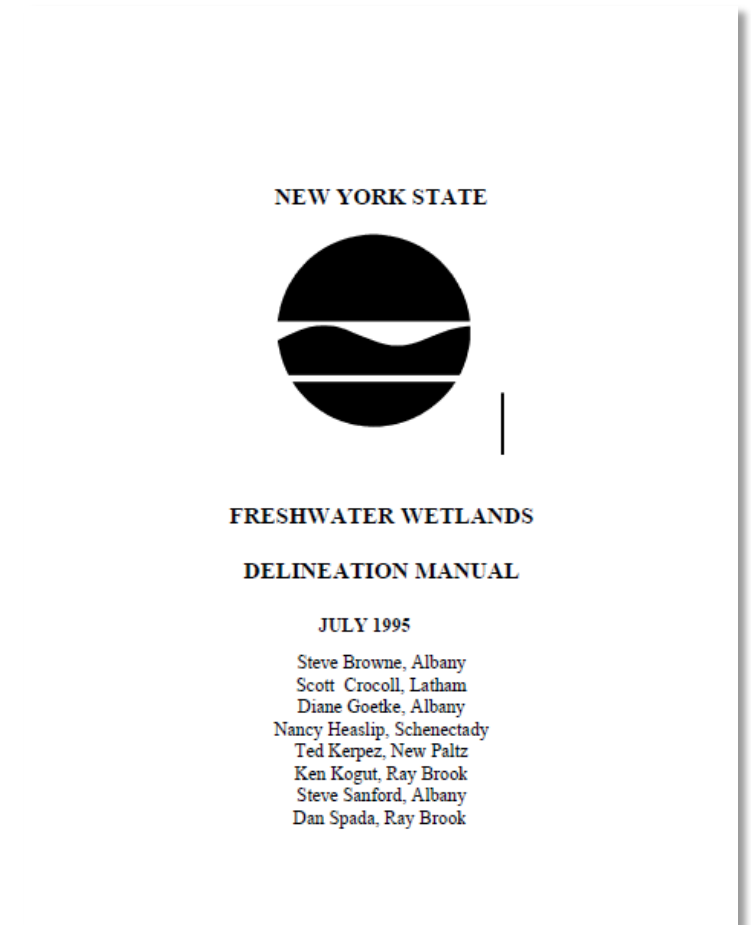 NEW YORK STATE
FRESHWATER WETLANDS
DELINEATION MANUAL
JULY 1995
Steve Browne, Albany
Scott Crocoll, Latham
Diane Goetke, Albany
Nancy Heaslip, Schenectady
Ted Kerpez, New Paltz
Ken Kogut, Ray Brook
Steve Sanford, Albany
Dan Spada, Ray Brook